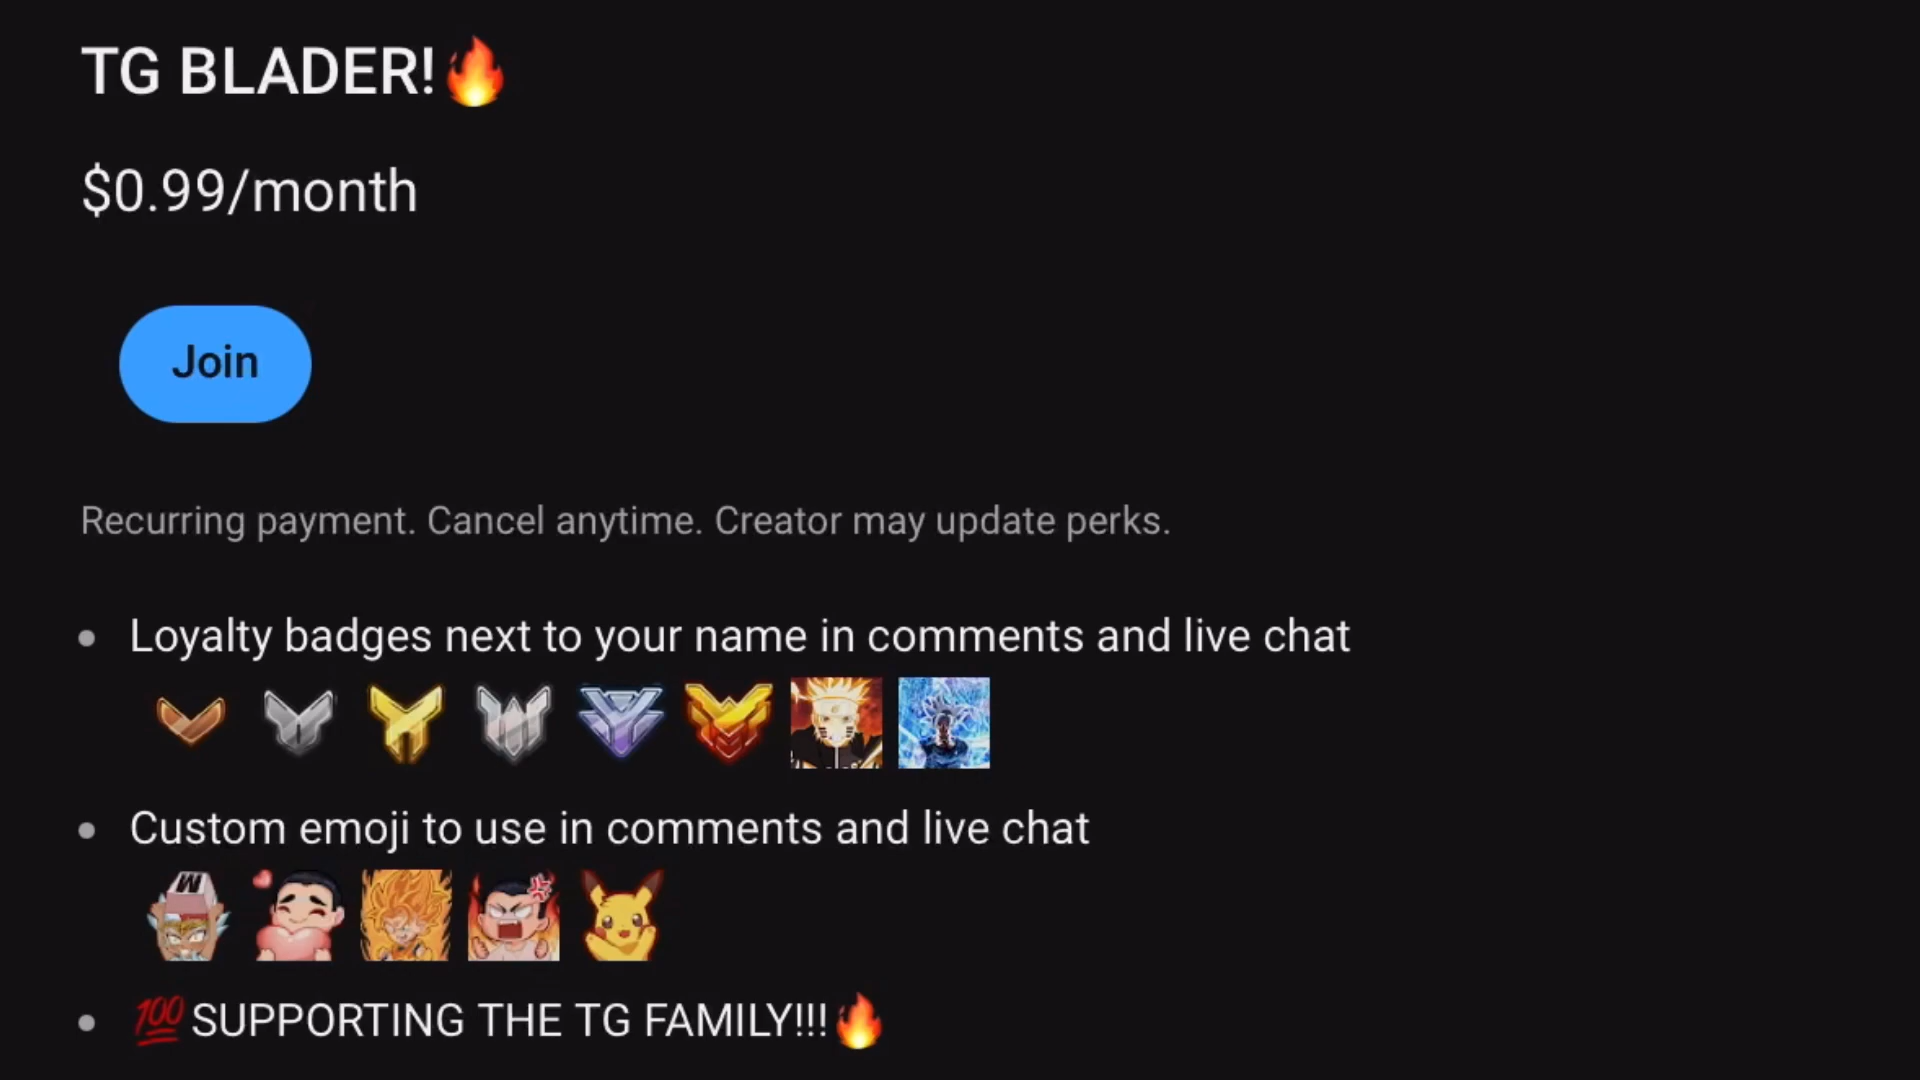 TG BLADER!🔥
$0.99/month
Join
Recurring payment. Cancel anytime. Creator may update perks.
Loyalty badges next to your name in comments and live chat
Custom emoji to use in comments and live chat
W
💯SUPPORTING THE TG FAMILY!!!🔥